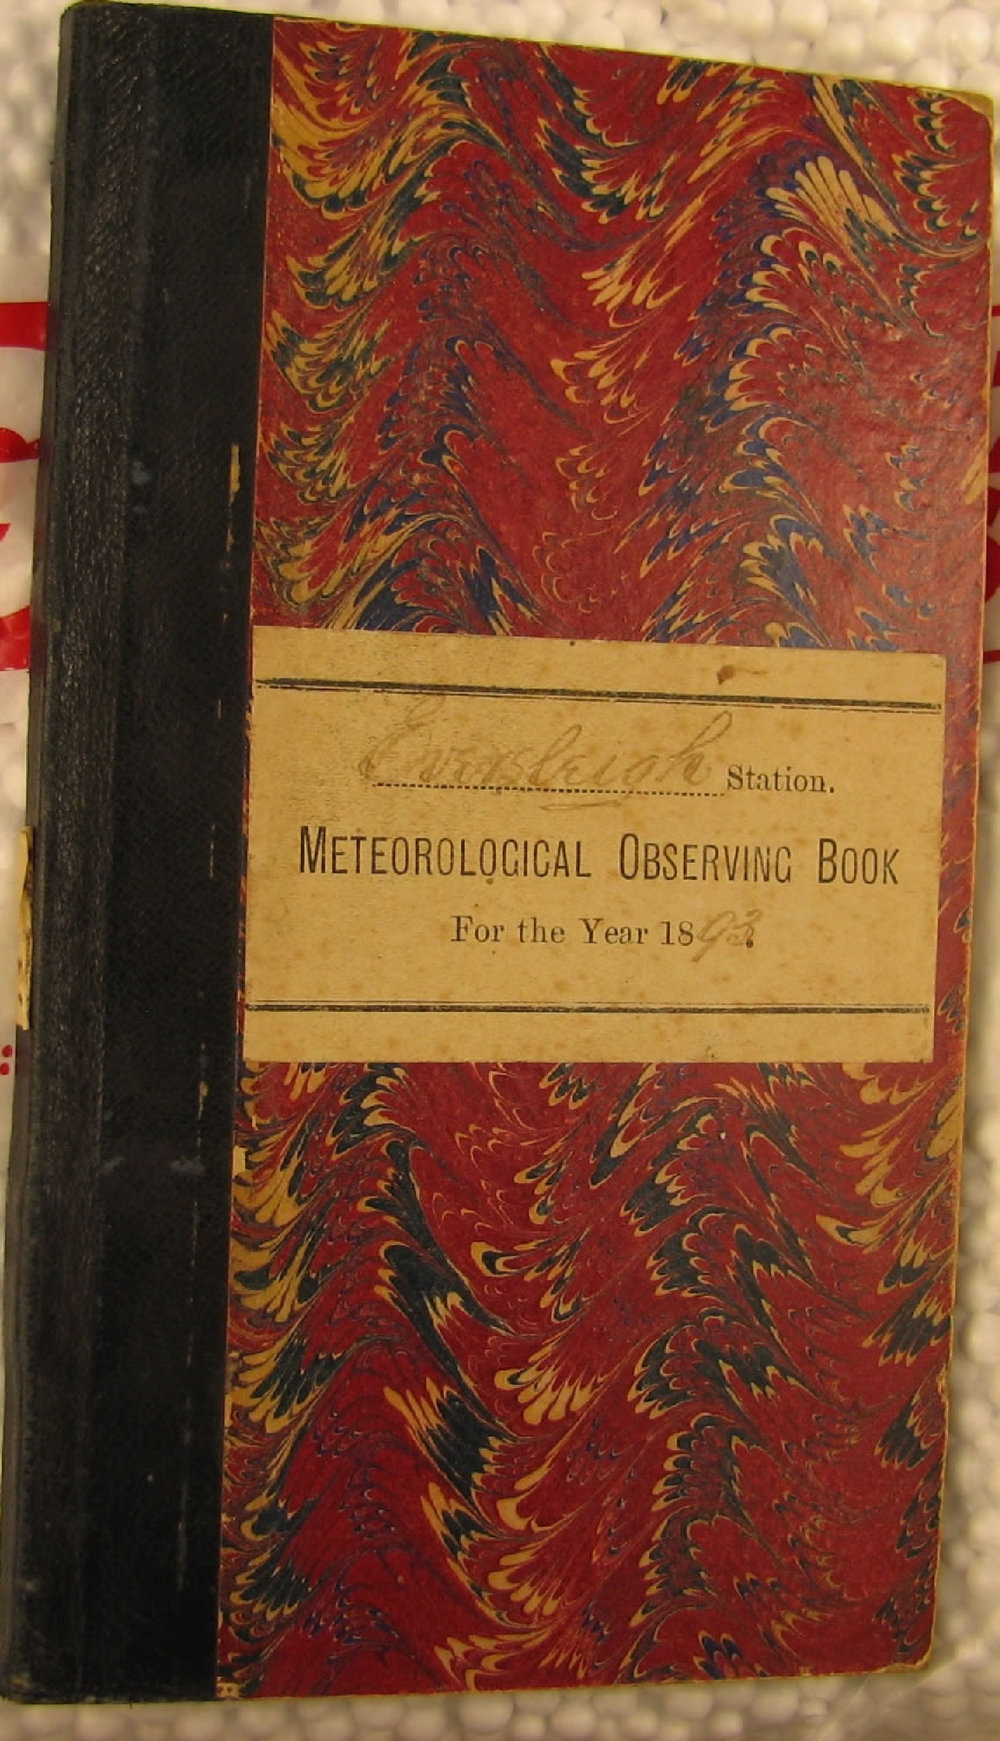 Eversleigh Station.
METEOROLOGICAL OBSERVING BOOK
For the Year 1893.